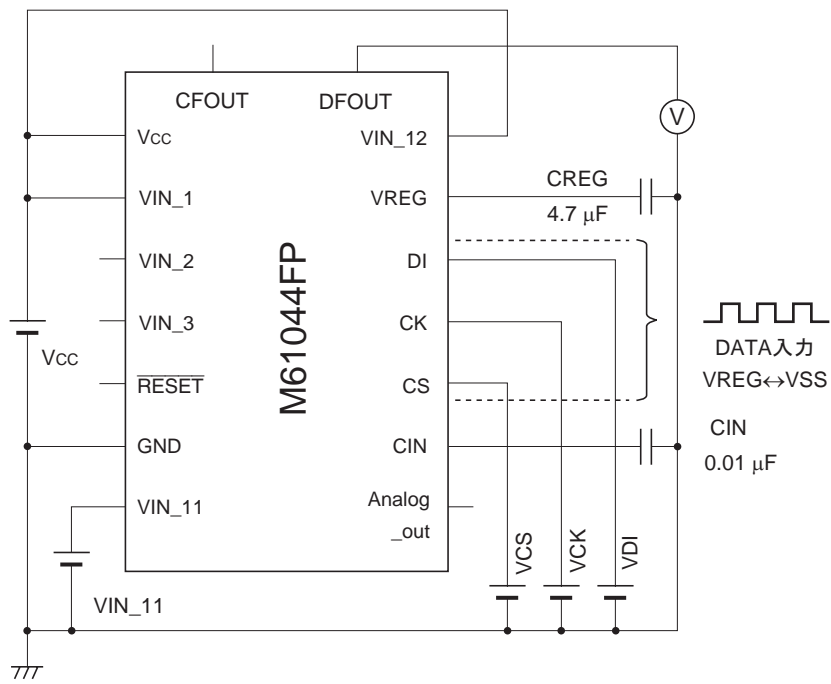 CFOUT
DFOUT
VCC
VIN_1
VIN_2
VIN_3
RESET
GND
VIN_11
M61044FP
VIN_12
VREG
DI
CK
CS
CIN
Analog
_out
V
CREG
4.7 μF
DATA入力
VREG↔VSS
CIN
0.01 μF
VCC
VIN_11
VCS
VCK
VDI